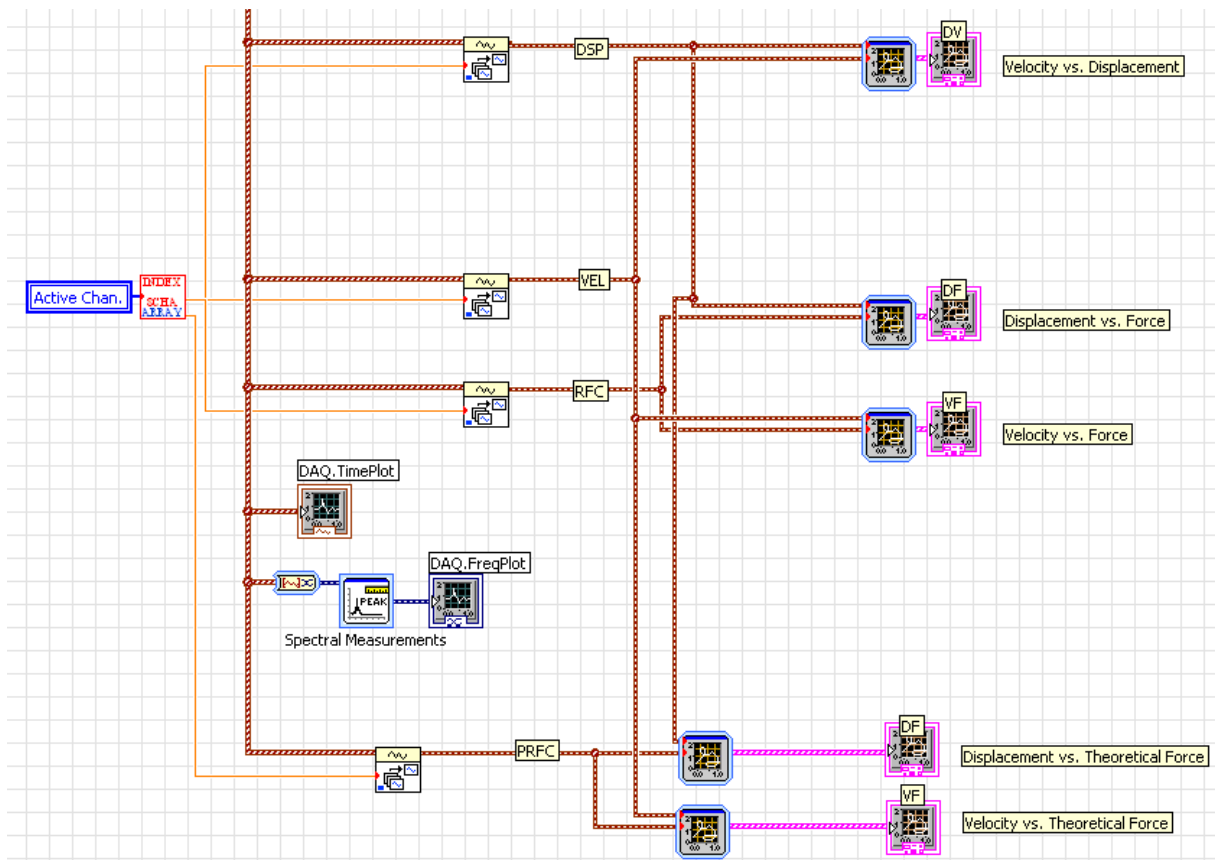 DV
DSP
Velocity vs. Displacement
Active Chan.
INDEX
SCHA
ARRAY
VEL
DF
Displacement vs. Force
RFC
VF
Velocity vs. Force
DAQ.TimePlot
DAQ.FreqPlot
PEAK
Spectral Measurements
PRFC
DF
Displacement vs. Theoretical Force
VF
Velocity vs. Theoretical Force